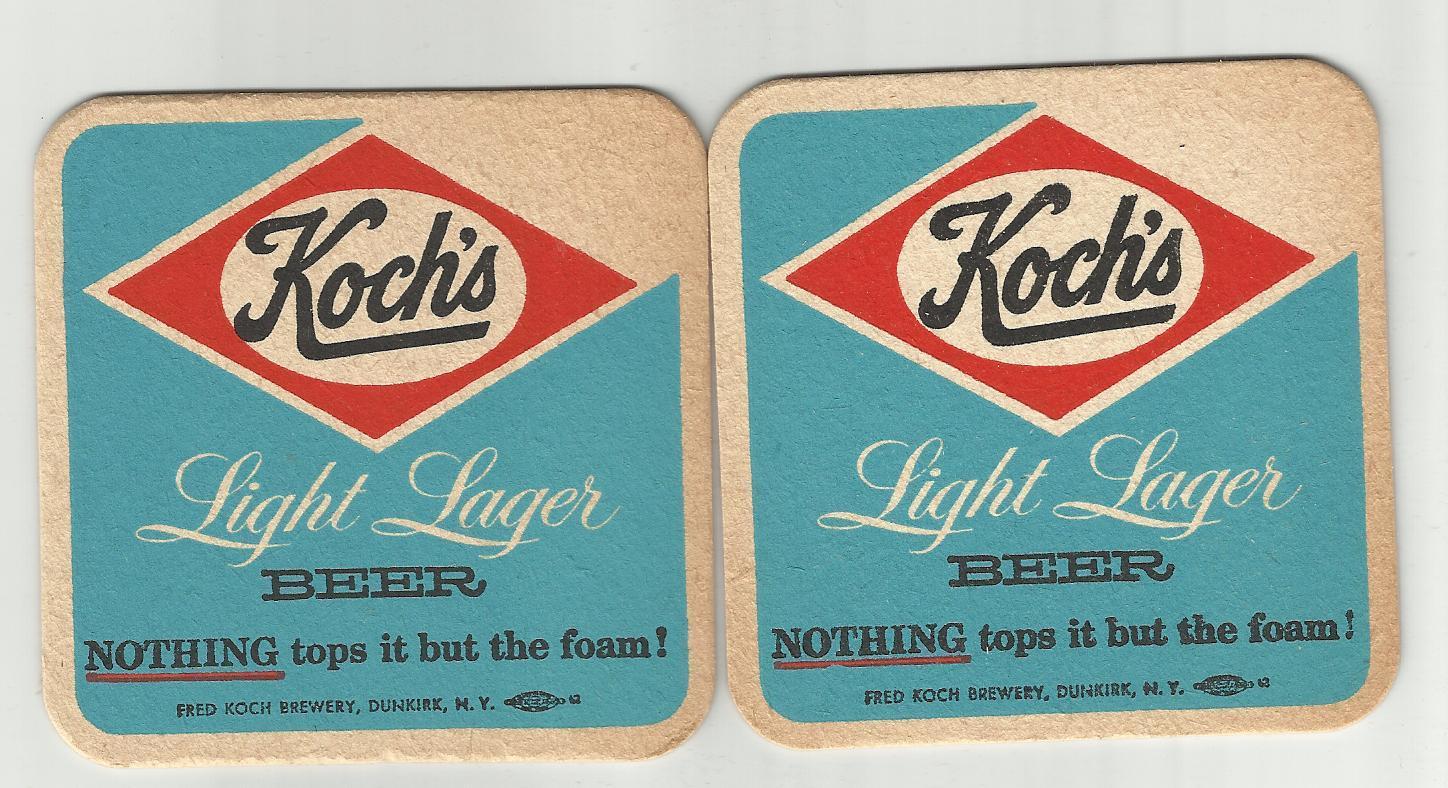 Koch's
Light Lager
BEER
NOTHING tops it but the foam!
FRED KOCH BREWERY, DUNKIRK, N. Y.
Koch's
Light Lager
BEER
NOTHING tops it but the foam!
FRED KOCH BREWERY, DUNKIRK, N. Y.